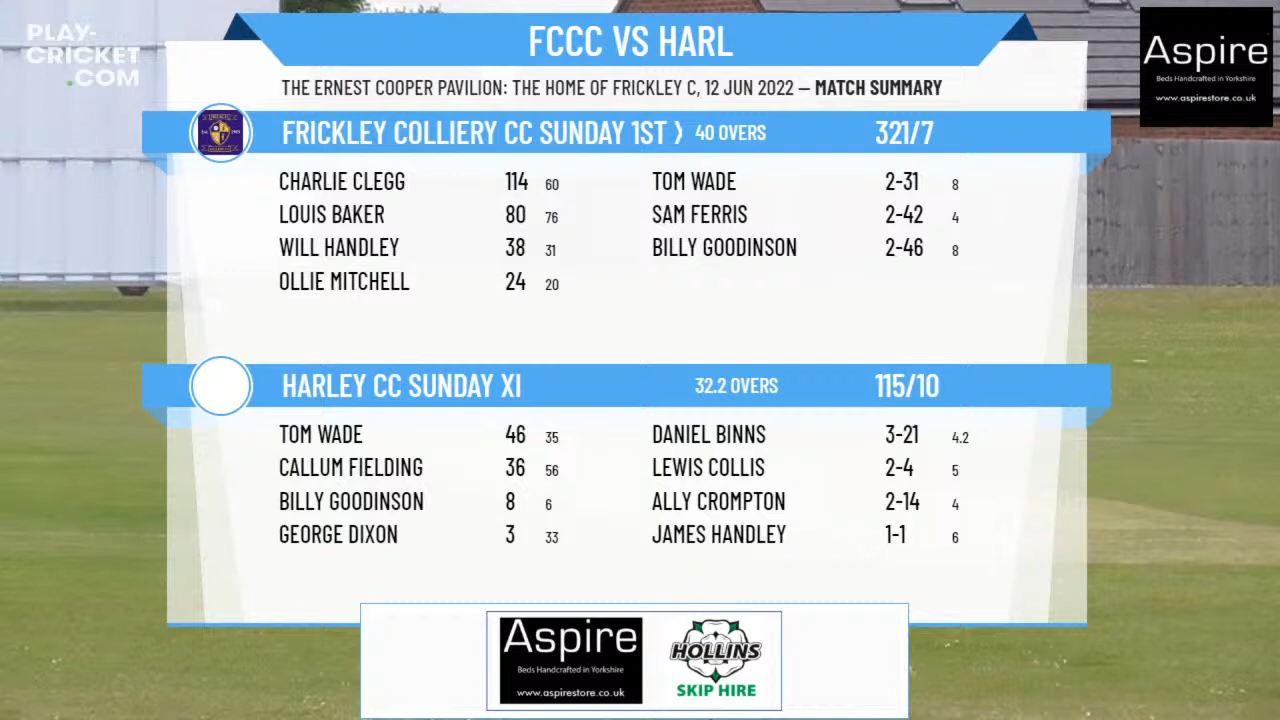 PLAY-
CRICKET
.COM
FCCC VS HARL
Aspire
Beds Handcrafted in Yorkshire
www.aspirestore.co.uk
THE ERNEST COOPER PAVILION: THE HOME OF FRICKLEY C, 12 JUN 2022 – MATCH SUMMARY
FRICKLEY COLLIERY CC SUNDAY 1ST 40 OVERS 321/7
CHARLIE CLEGG 114 60 TOM WADE 2-31 8
LOUIS BAKER 80 76 SAM FERRIS 2-42 4
WILL HANDLEY 38 31 BILLY GOODINSON 2-46 8
OLLIE MITCHELL 24 20
HARLEY CC SUNDAY XI 32.2 OVERS 115/10
TOM WADE 46 35 DANIEL BINNS 3-21 4.2
CALLUM FIELDING 36 56 LEWIS COLLIS 2-4 5
BILLY GOODINSON 8 6 ALLY CROMPTON 2-14 4
GEORGE DIXON 3 33 JAMES HANDLEY 1-1 6
Aspire
Beds Handcrafted in Yorkshire
www.aspirestore.co.uk
HOLLINS
SKIP HIRE